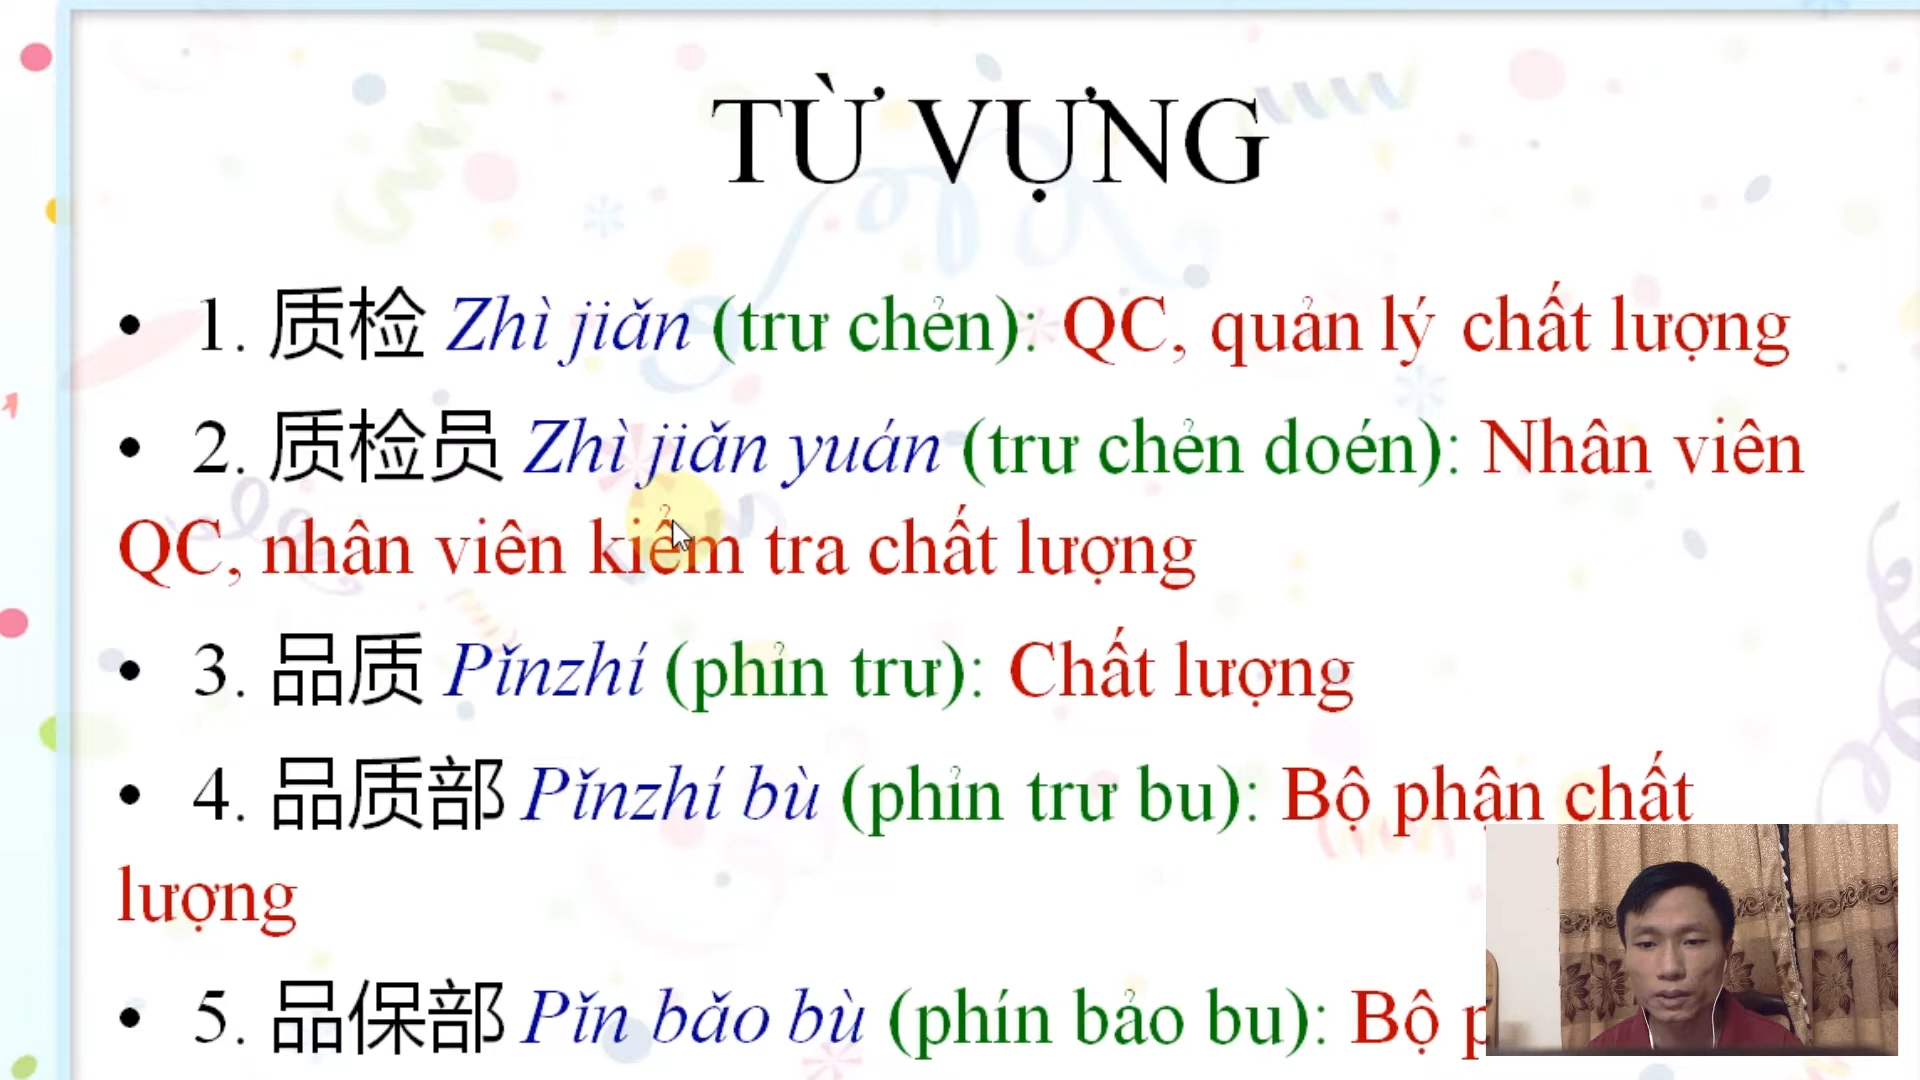 TỪ VỰNG
• 1. 质检 Zhì jiǎn (trư chẻn): QC, quản lý chất lượng
• 2. 质检员 Zhì jiǎn yuán (trư chẻn doén): Nhân viên
QC, nhân viên kiểm tra chất lượng
• 3. 品质 Pǐnzhí (phỉn trư): Chất lượng
• 4. 品质部 Pǐnzhí bù (phỉn trư bu): Bộ phận chất
lượng
• 5. 品保部 Pǐn bǎo bù (phín bảo bu): Bộ